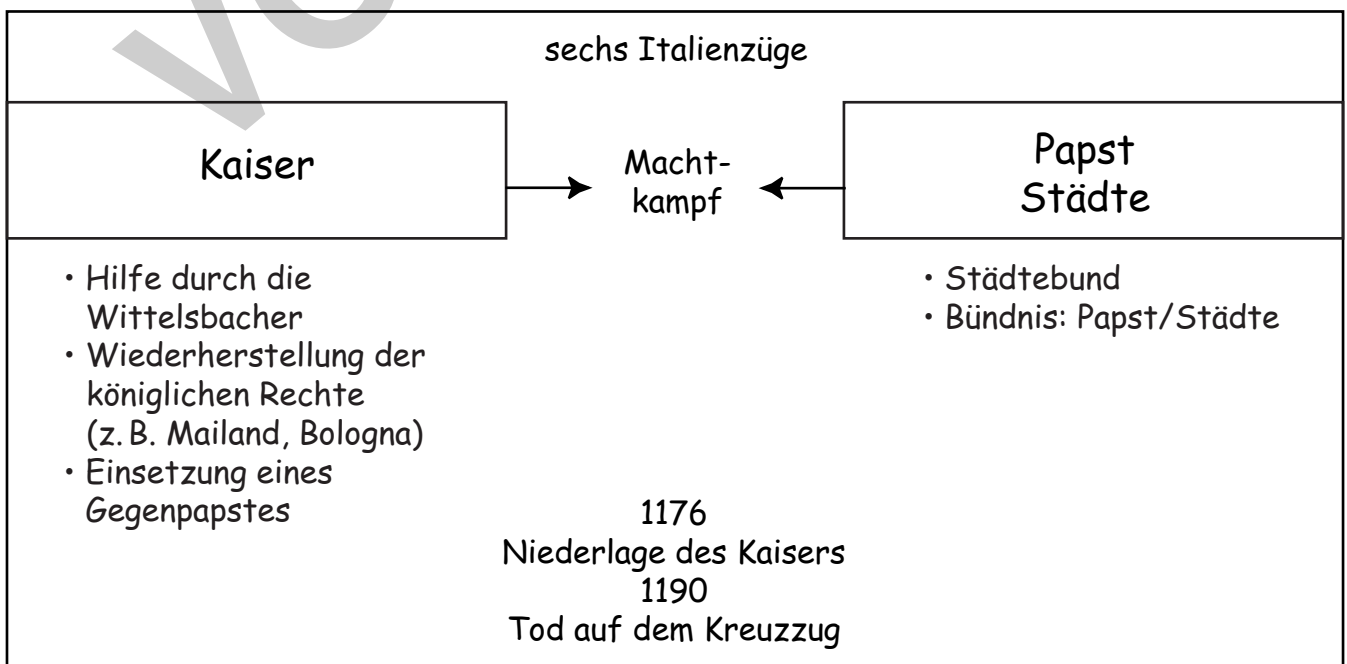 sechs Italienzüge
Kaiser
Macht-
kampf
Papst
Städte
• Hilfe durch die
Wittelsbacher
• Wiederherstellung der
königlichen Rechte
(z. B. Mailand, Bologna)
• Einsetzung eines
Gegenpapstes
• Städtebund
• Bündnis: Papst/Städte
1176
Niederlage des Kaisers
1190
Tod auf dem Kreuzzug